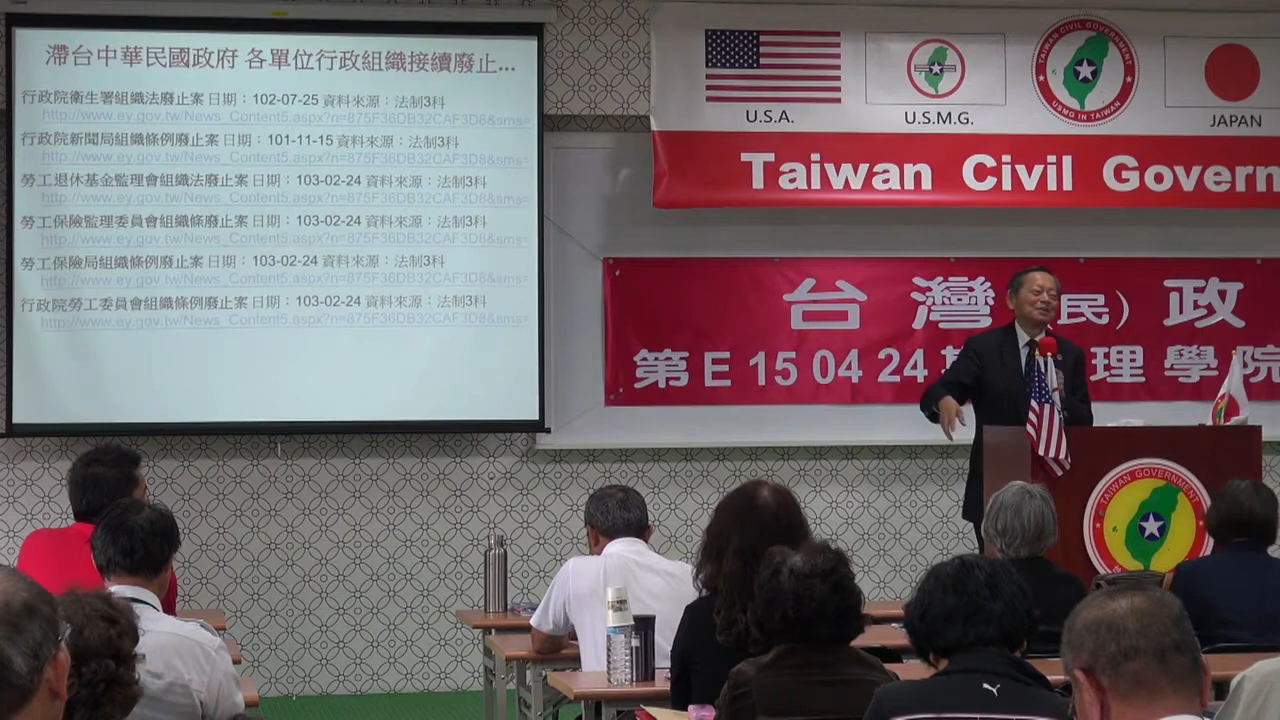 滯台中華民國政府 各單位行政組織接續廢止...
行政院衛生署組織法廢止案 日期：102-07-25 資料來源：法制3科
http://www.ey.gov.tw/News_Content5.aspx?n=875F36DB32CAF3D8&sms=
行政院新聞局組織條例廢止案 日期：101-11-15 資料來源：法制3科
http://www.ey.gov.tw/News_Content5.aspx?n=875F36DB32CAF3D8&sms=
勞工退休基金監理會組織法廢止案 日期：103-02-24 資料來源：法制3科
http://www.ey.gov.tw/News_Content5.aspx?n=875F36DB32CAF3D8&sms=
勞工保險監理委員會組織條廢止案 日期：103-02-24 資料來源：法制3科
http://www.ey.gov.tw/News_Content5.aspx?n=875F36DB32CAF3D8&sms=
勞工保險局組織條例廢止案 日期：103-02-24 資料來源：法制3科
http://www.ey.gov.tw/News_Content5.aspx?n=875F36DB32CAF3D8&sms=
行政院勞工委員會組織條例廢止案 日期：103-02-24 資料來源：法制3科
http://www.ey.gov.tw/News_Content5.aspx?n=875F36DB32CAF3D8&sms=
U.S.A.
U.S.M.G.
TAIWAN CIVIL GOVERNMENT
USMG IN TAIWAN
JAPAN
Taiwan Civil Govern
台灣(民)政
第E 15 04 24期 理學院
TAIWAN GOVERNMENT